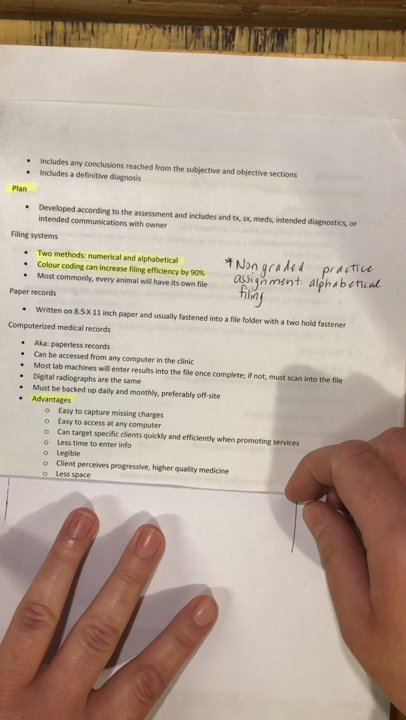 • Includes any conclusions reached from the subjective and objective sections
• Includes a definitive diagnosis
Plan
• Developed according to the assessment and includes and tx, sx, meds, intended diagnostics, or
intended communications with owner
Filing systems
• Two methods: numerical and alphabetical
• Colour coding can increase filing efficiency by 90%
• Most commonly, every animal will have its own file
* Non graded practice
assignment: alphabetical
filing
Paper records
• Written on 8.5 X 11 inch paper and usually fastened into a file folder with a two hold fastener
Computerized medical records
• Aka: paperless records
• Can be accessed from any computer in the clinic
• Most lab machines will enter results into the file once complete; if not, must scan into the file
• Digital radiographs are the same
• Must be backed up daily and monthly, preferably off-site
• Advantages
o Easy to capture missing charges
o Easy to access at any computer
o Can target specific clients quickly and efficiently when promoting services
o Less time to enter info
o Legible
o Client perceives progressive, higher quality medicine
o Less space